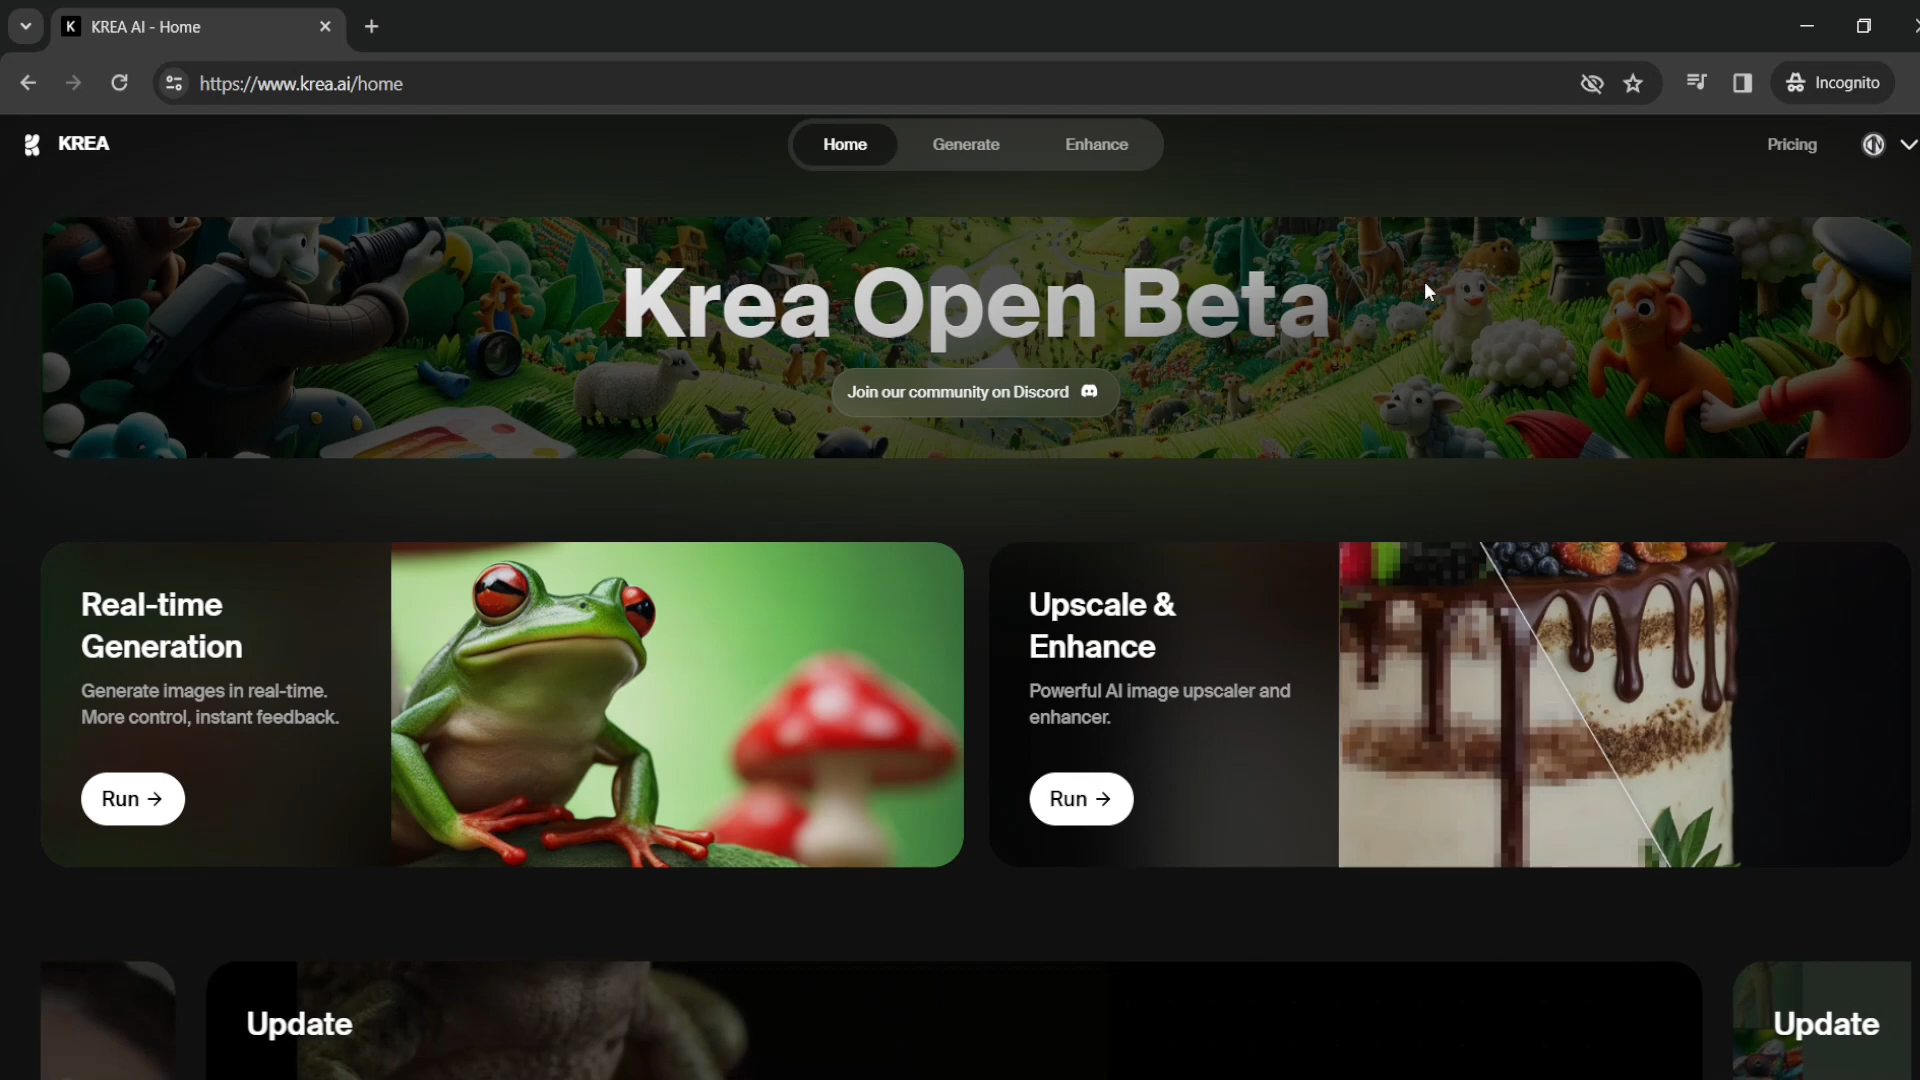 KREA AI - Home
https://www.krea.ai/home
Incognito
KREA
Home
Generate
Enhance
Pricing
Krea Open Beta
Join our community on Discord
Real-time
Generation
Generate images in real-time.
More control, instant feedback.
Run →
Upscale &
Enhance
Powerful AI image upscaler and
enhancer.
Run →
Update
Update